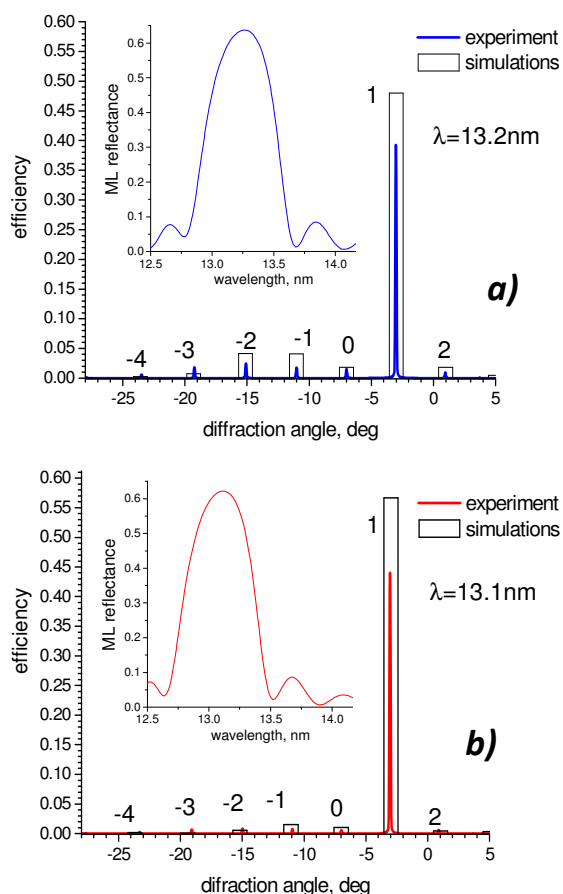 0.60
0.55
0.50
0.45
0.40
0.35
0.30
0.25
0.20
0.15
0.10
0.05
0.00
efficiency
0.6
0.4
0.3
0.1
0.0
ML reflectance
12.5 13.0 13.5 14.0
wavelength, nm
experiment
simulations
1
λ=13.2nm
a)
-4 -3 -2 -1 0 2
-25 -20 -15 -10 -5 0 5
difraction angle, deg
0.60
0.55
0.50
0.45
0.40
0.35
0.30
0.25
0.20
0.15
0.10
0.05
0.00
efficiency
0.6
0.5
0.4
0.3
0.2
0.1
0.0
ML reflectance
12.5 13.0 13.5 14.0
wavelength, nm
experiment
simulations
1
λ=13.1nm
b)
-4 -3 -2 -1 0 2
-25 -20 -15 -10 -5 0 5
difraction angle, deg